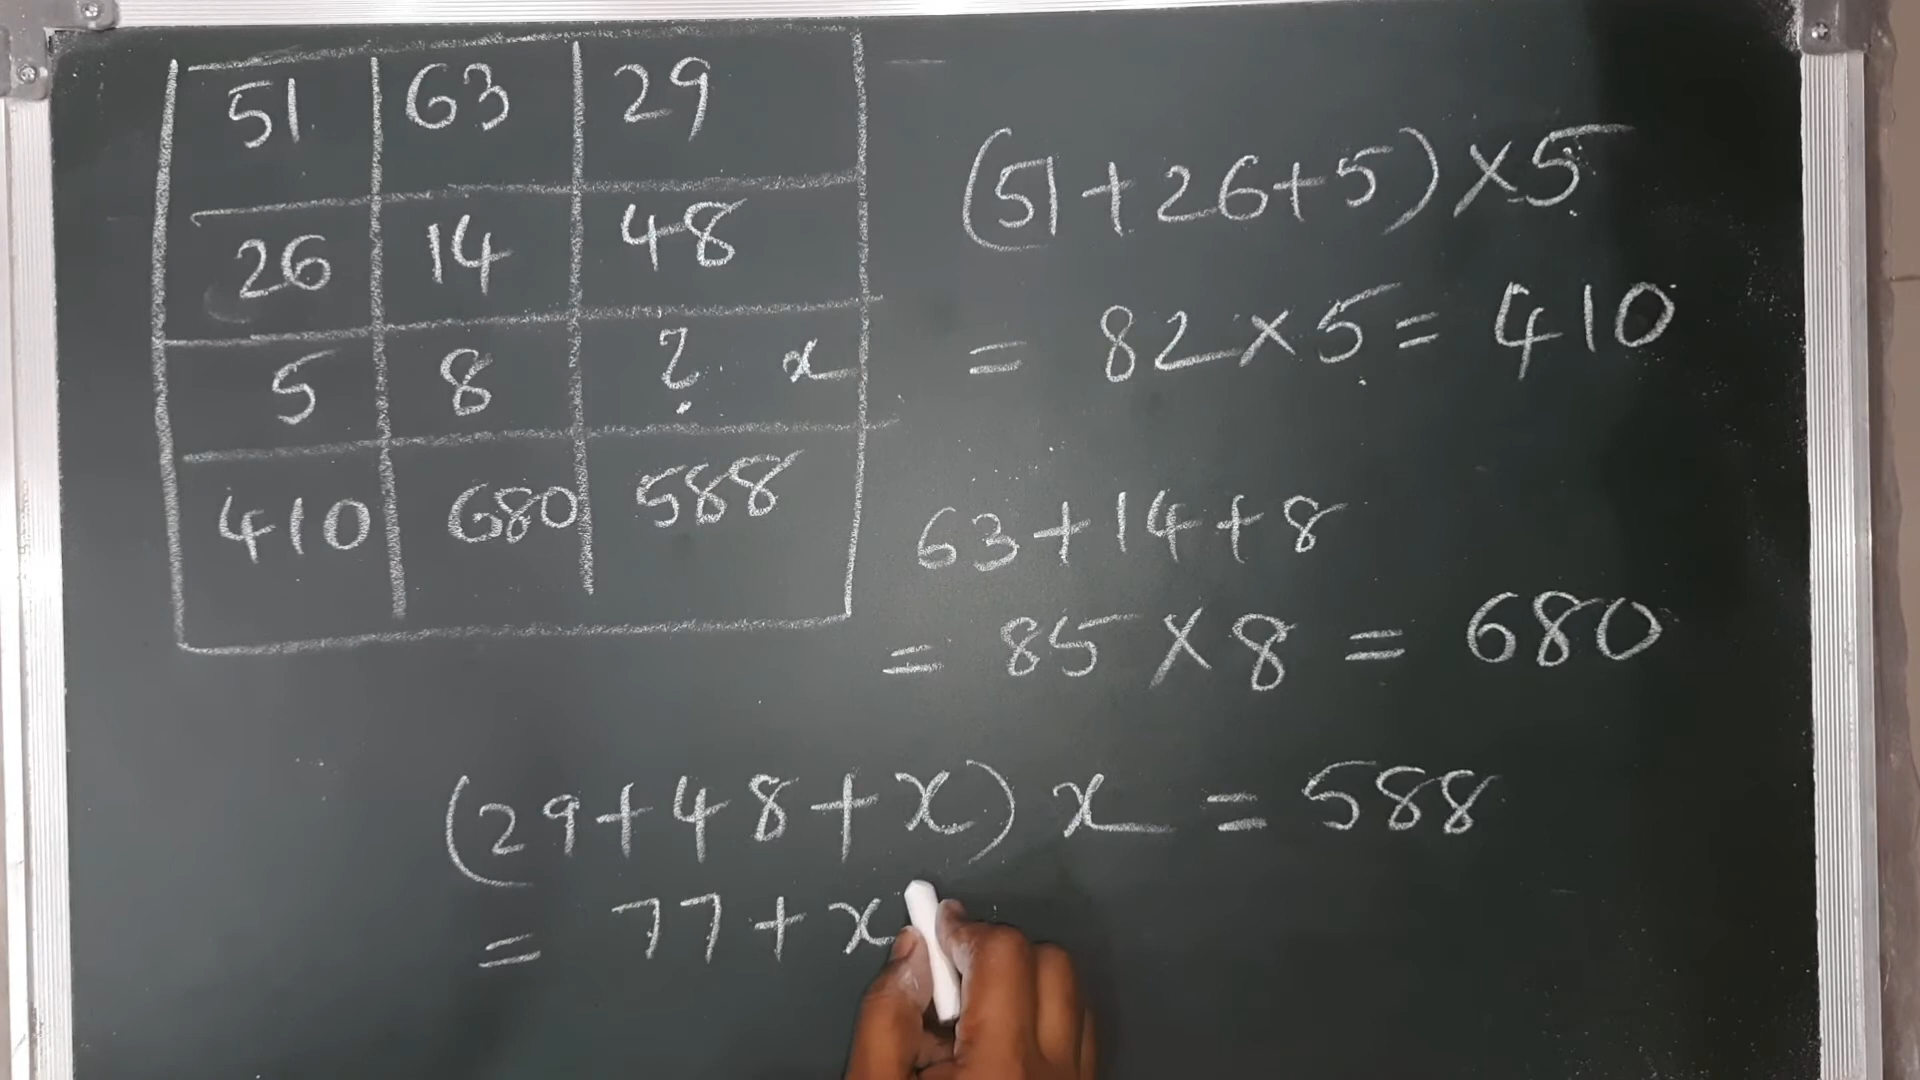 51 63 29
26 14 48
5 8 ? x
410 680 588
(51+26+5)×5
= 82×5= 410
63+14+8
= 85×8 = 680
(29+48+x) x = 588
= 77+x